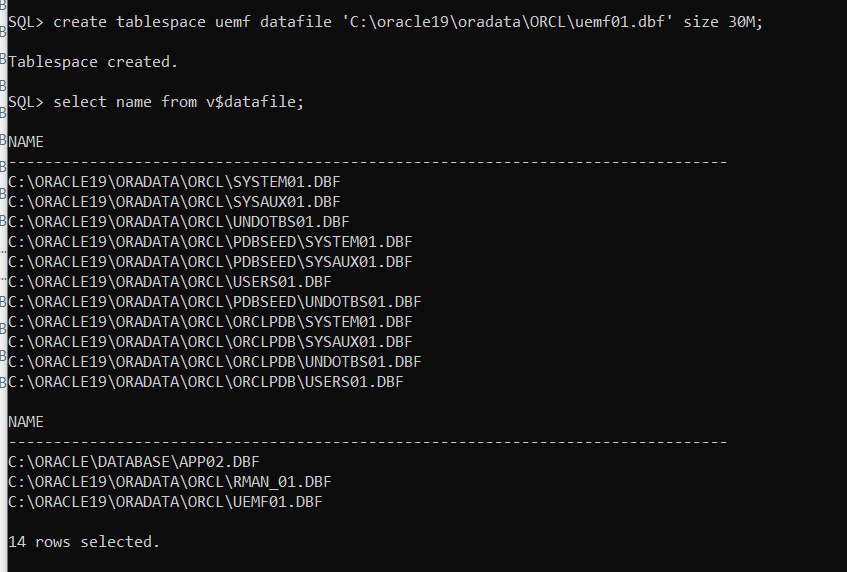 SQL> create tablespace uemf datafile 'C:\oracle19\oradata\ORCL\uemf01.dbf' size 30M;
Tablespace created.
SQL> select name from v$datafile;
NAME
--------------------------------------------------------------------------------
C:\ORACLE19\ORADATA\ORCL\SYSTEM01.DBF
C:\ORACLE19\ORADATA\ORCL\SYSAUX01.DBF
C:\ORACLE19\ORADATA\ORCL\UNDOTBS01.DBF
C:\ORACLE19\ORADATA\ORCL\PDBSEED\SYSTEM01.DBF
C:\ORACLE19\ORADATA\ORCL\PDBSEED\SYSAUX01.DBF
C:\ORACLE19\ORADATA\ORCL\USERS01.DBF
C:\ORACLE19\ORADATA\ORCL\PDBSEED\UNDOTBS01.DBF
C:\ORACLE19\ORADATA\ORCL\ORCLPDB\SYSTEM01.DBF
C:\ORACLE19\ORADATA\ORCL\ORCLPDB\SYSAUX01.DBF
C:\ORACLE19\ORADATA\ORCL\ORCLPDB\UNDOTBS01.DBF
C:\ORACLE19\ORADATA\ORCL\ORCLPDB\USERS01.DBF
NAME
--------------------------------------------------------------------------------
C:\ORACLE\DATABASE\APP02.DBF
C:\ORACLE19\ORADATA\ORCL\RMAN_01.DBF
C:\ORACLE19\ORADATA\ORCL\UEMF01.DBF
14 rows selected.